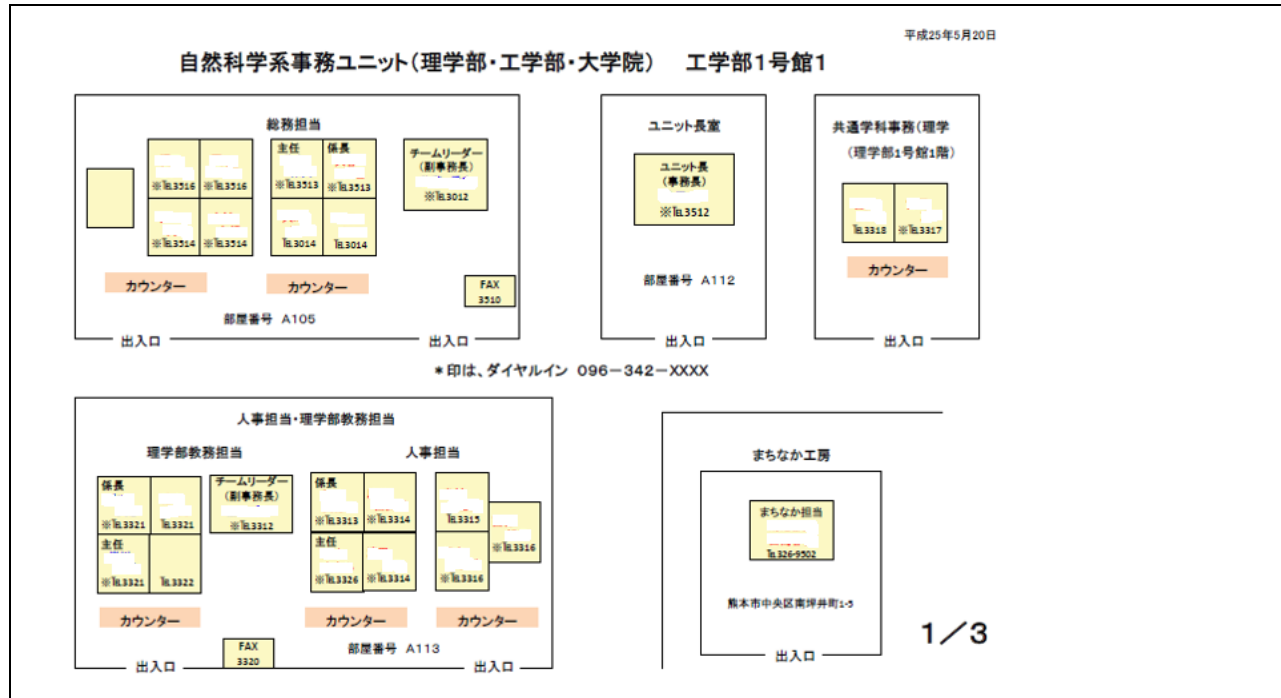 平成25年5月20日
自然科学系事務ユニット(理学部・工学部・大学院)　工学部1号館1
総務担当
※℡3516
※℡3516
※℡3514
※℡3514
主任
※℡3513
係長
※℡3513
℡3014
℡3014
チームリーダー
(副事務長)
※℡3012
カウンター
カウンター
FAX
3510
部屋番号 A105
出入口
出入口
ユニット長室
ユニット長
(事務長)
※℡3512
部屋番号 A112
出入口
共通学科事務(理学
(理学部1号館1階)
℡3318
※℡3317
カウンター
出入口
*印は、ダイヤルイン 096-342-XXXX
人事担当・理学部教務担当
理学部教務担当
係長
※℡3321
℡3321
主任
※℡3321
℡3322
チームリーダー
(副事務長)
※℡3312
人事担当
係長
※℡3313
※℡3314
主任
※℡3326
※℡3314
℡3315
※℡3316
※℡3316
カウンター
カウンター
カウンター
FAX
3320
部屋番号 A113
出入口
出入口
まちなか工房
まちなか担当
℡326-9502
熊本市中央区南坪井町1-5
出入口
1/3